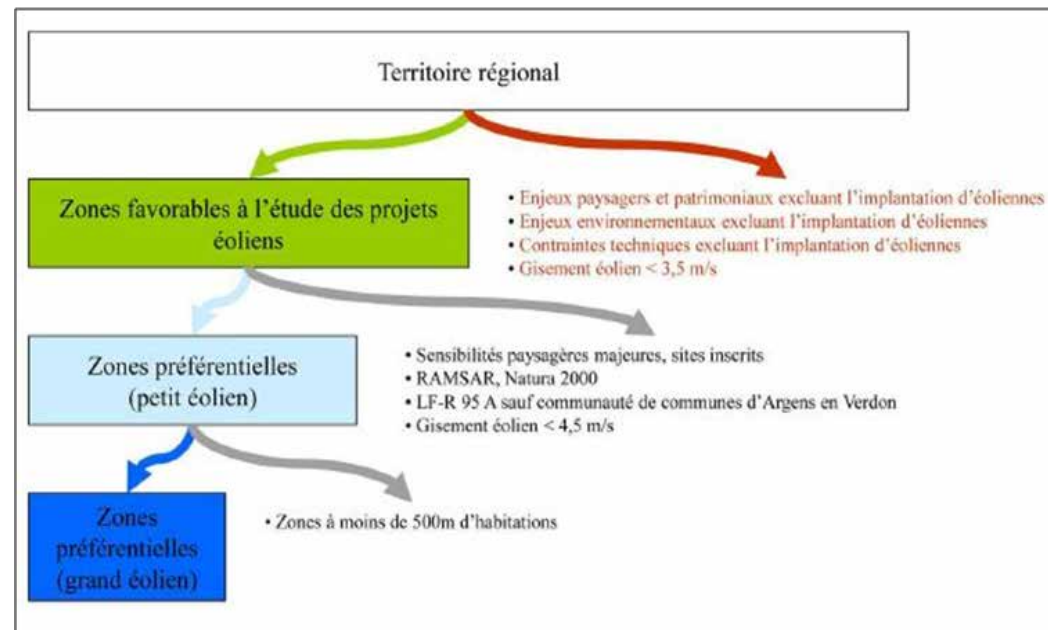 Territoire régional
Zones favorables à l'étude des projets
éoliens
• Enjeux paysagers et patrimoniaux excluant l'implantation d'éoliennes
• Enjeux environnementaux excluant l'implantation d'éoliennes
• Contraintes techniques excluant l'implantation d'éoliennes
• Gisement éolien < 3,5 m/s
Zones préférentielles
(petit éolien)
• Sensibilités paysagères majeures, sites inscrits
• RAMSAR, Natura 2000
• LF-R 95 A sauf communauté de communes d'Argens en Verdon
• Gisement éolien < 4,5 m/s
Zones
préférentielles
(grand éolien)
• Zones à moins de 500m d'habitations